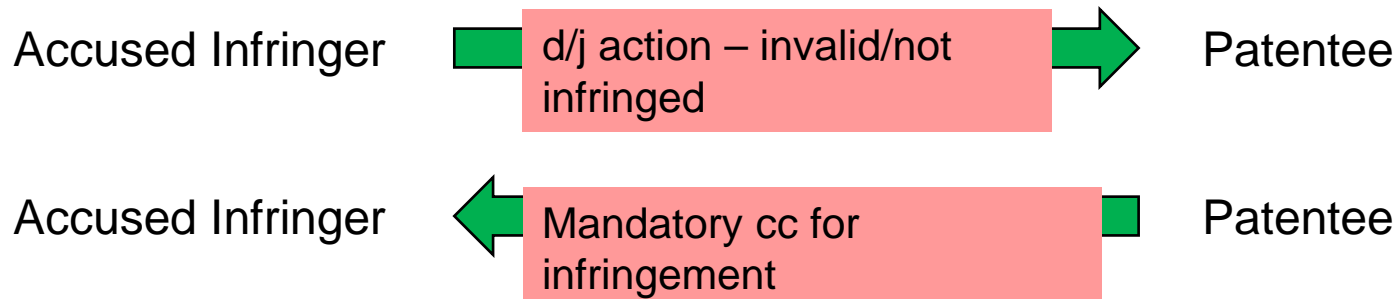 Accused Infringer
d/j action – invalid/not
infringed
Patentee
Accused Infringer
Mandatory cc for
infringement
Patentee